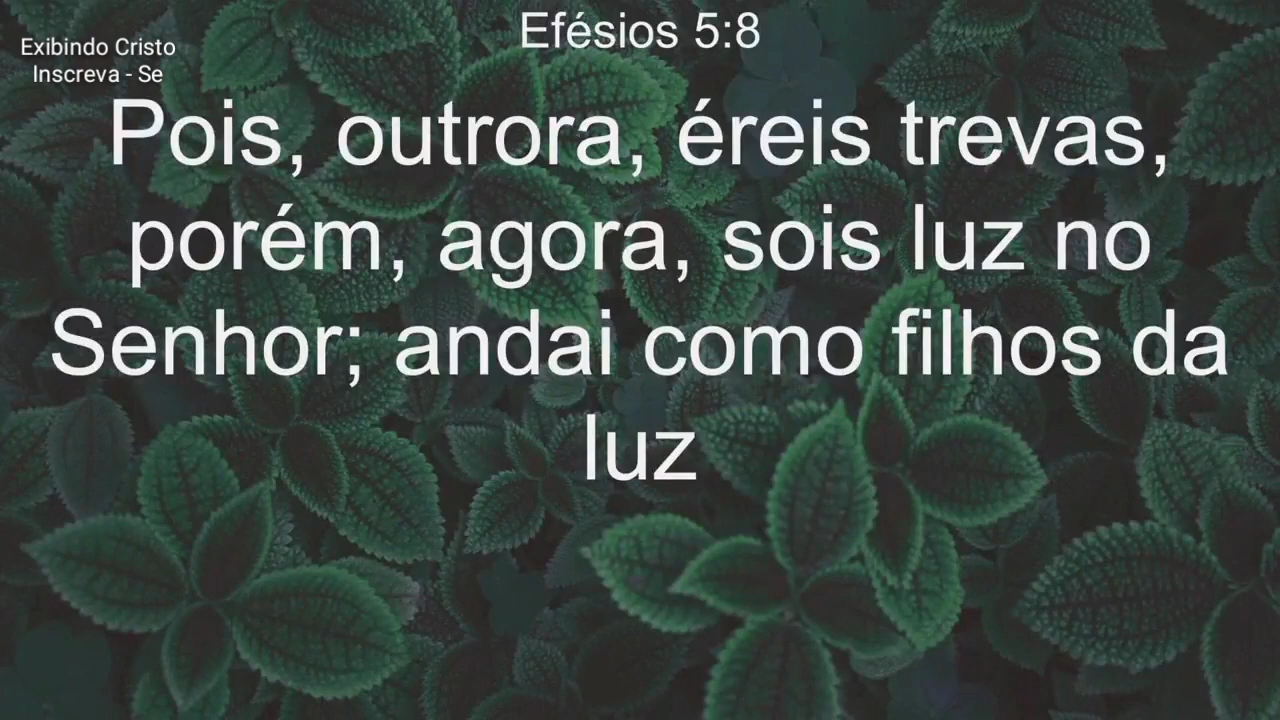 Efésios 5:8
Exibindo Cristo
Inscreva - Se
Pois, outrora, éreis trevas,
porém, agora, sois luz no
Senhor; andai como filhos da
luz